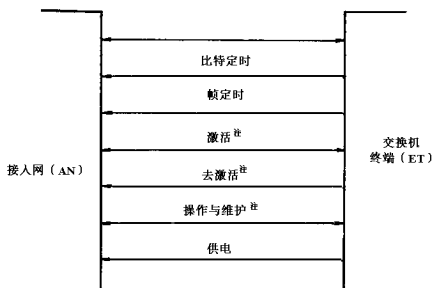 比特定时
帧定时
激活注
接入网（AN）
交换机
终端（ET）
去激活注
操作与维护注
供电